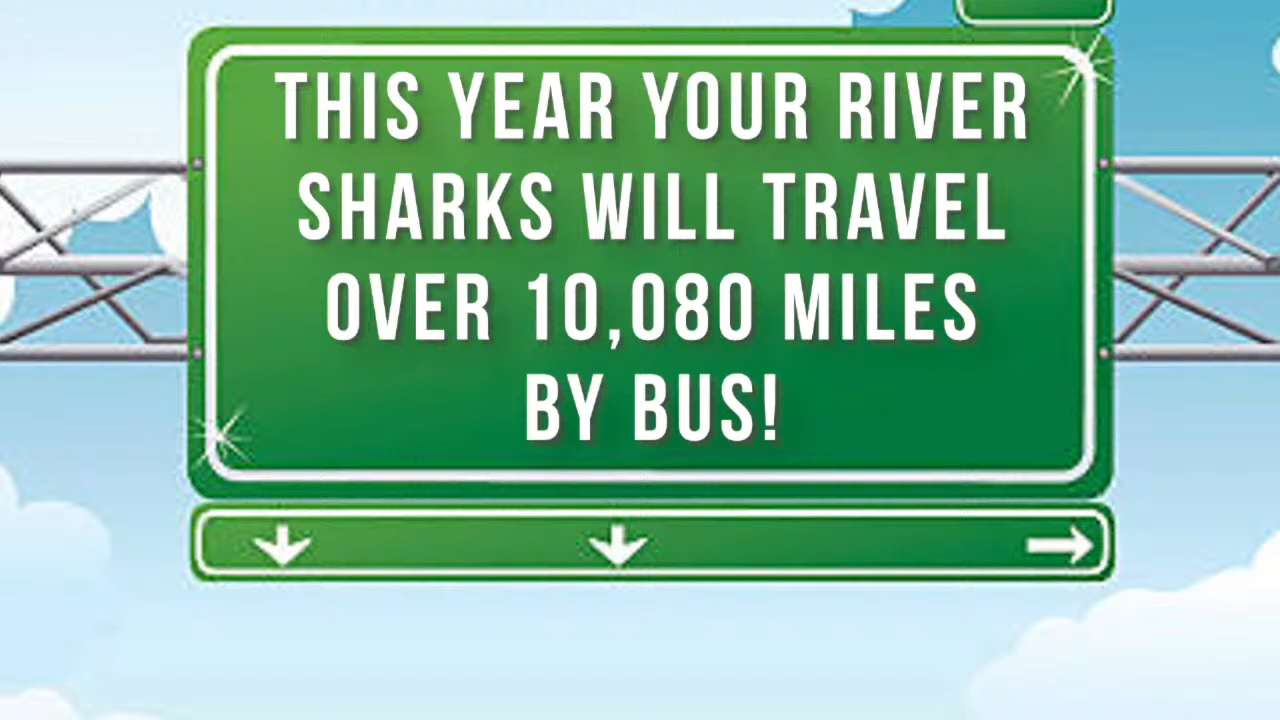 THIS YEAR YOUR RIVER
SHARKS WILL TRAVEL
OVER 10,080 MILES
BY BUS!